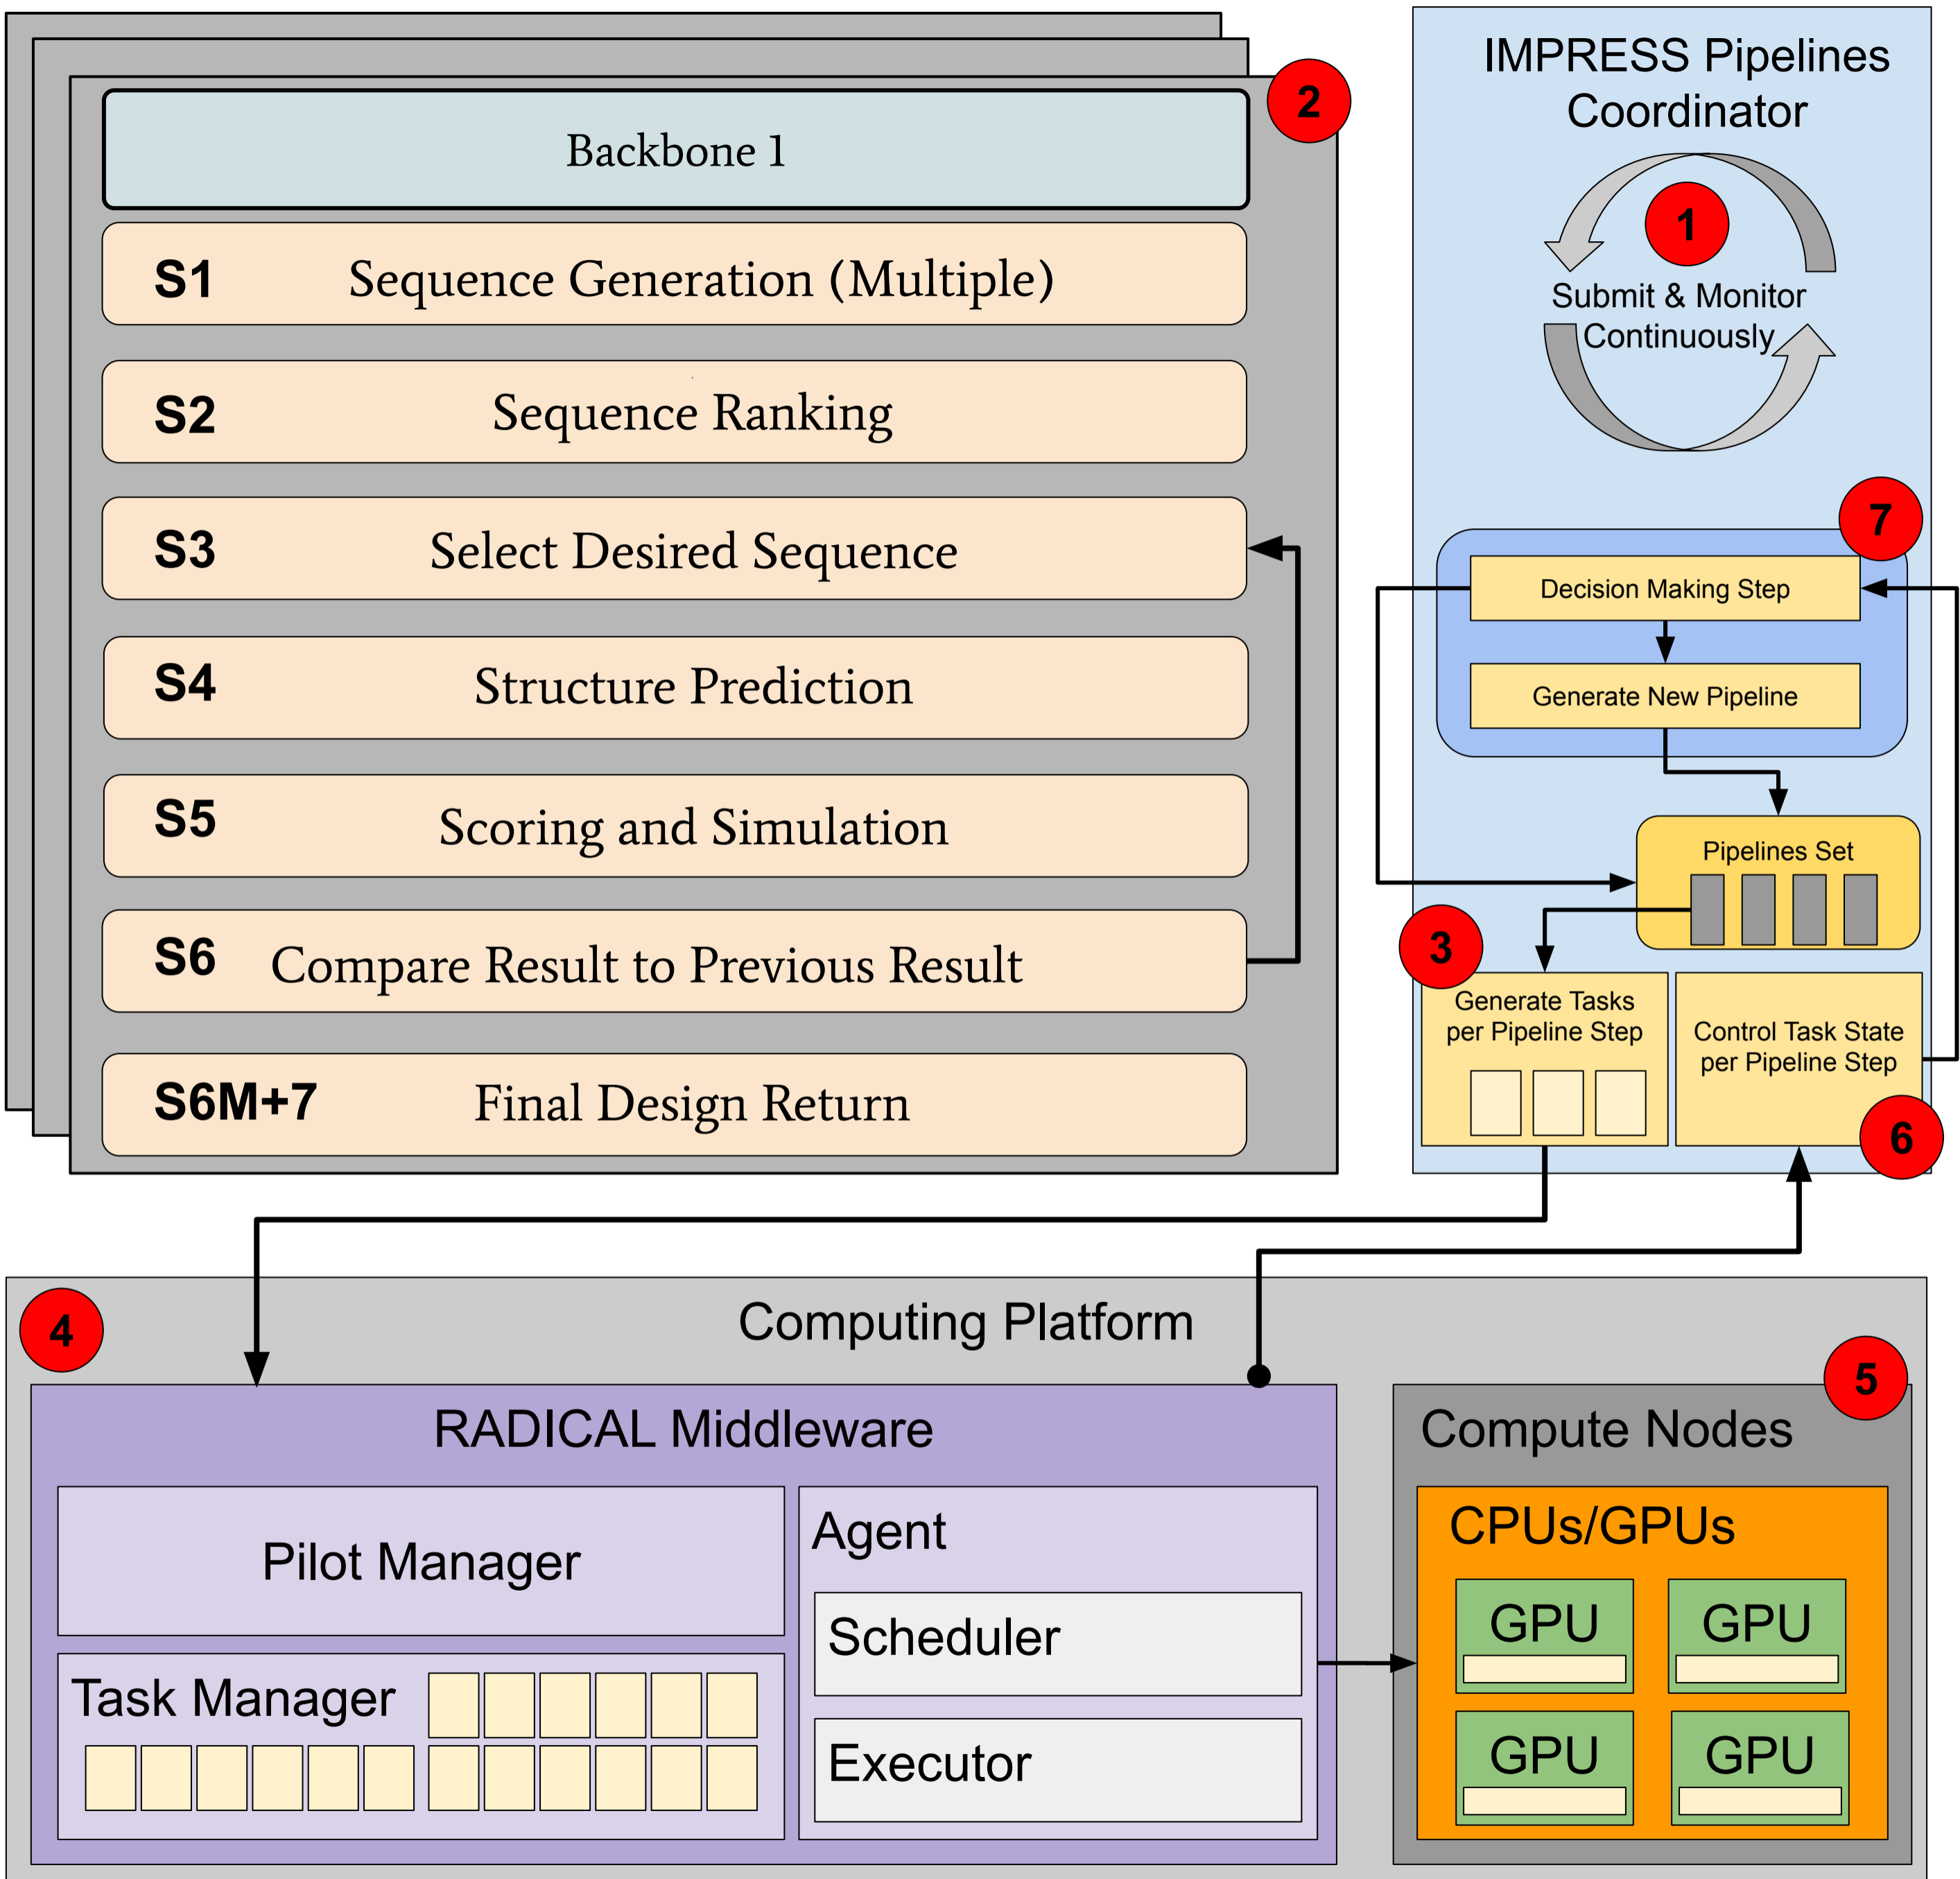 2
Backbone 1
S1 Sequence Generation (Multiple)
S2 Sequence Ranking
S3 Select Desired Sequence
S4 Structure Prediction
S5 Scoring and Simulation
S6 Compare Result to Previous Result
S6M+7 Final Design Return
IMPRESS Pipelines
Coordinator
1
Submit & Monitor
Continuously
7
Decision Making Step
Generate New Pipeline
Pipelines Set
3
Generate Tasks
per Pipeline Step
Control Task State
per Pipeline Step
6
4
Computing Platform
5
RADICAL Middleware
Pilot Manager
Task Manager
Agent
Scheduler
Executor
Compute Nodes
CPUs/GPUs
GPU
GPU
GPU
GPU